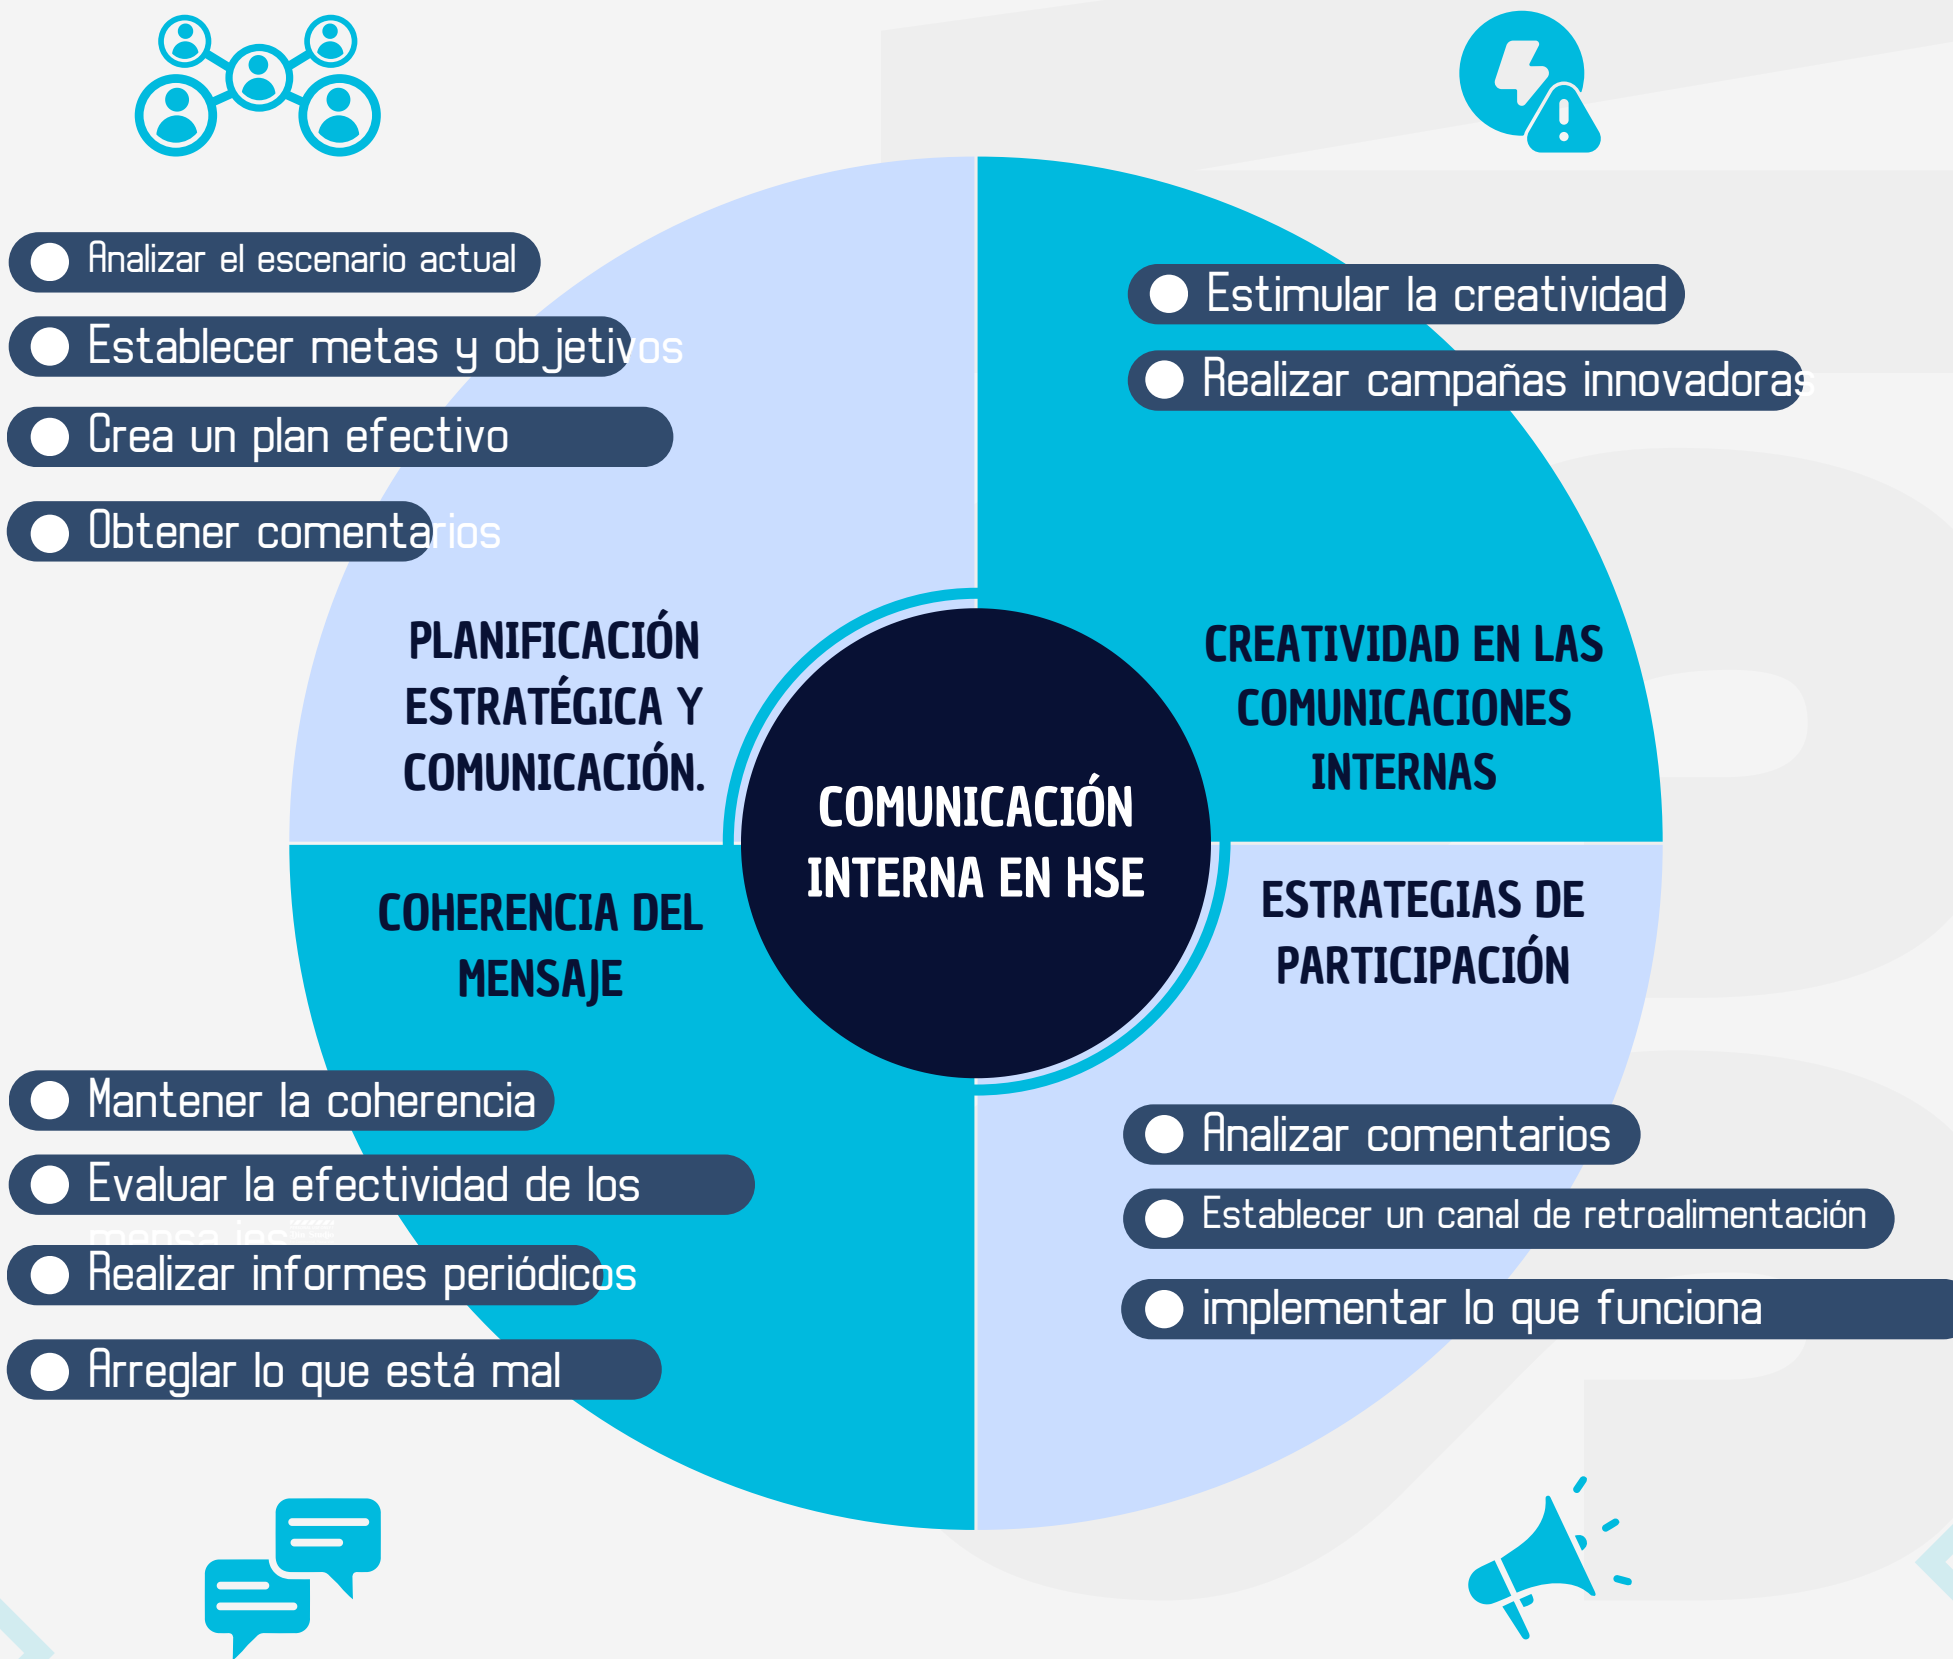 Analizar el escenario actual
Establecer metas y objetivos
Crea un plan efectivo
Obtener comentarios
PLANIFICACIÓN
ESTRATÉGICA Y
COMUNICACIÓN.
Estimular la creatividad
Realizar campañas innovadoras
CREATIVIDAD EN LAS
COMUNICACIONES
INTERNAS
COMUNICACIÓN
INTERNA EN HSE
COHERENCIA DEL
MENSAJE
Mantener la coherencia
Evaluar la efectividad de los
mensajes
Realizar informes periódicos
Arreglar lo que está mal
ESTRATEGIAS DE
PARTICIPACIÓN
Analizar comentarios
Establecer un canal de retroalimentación
implementar lo que funciona